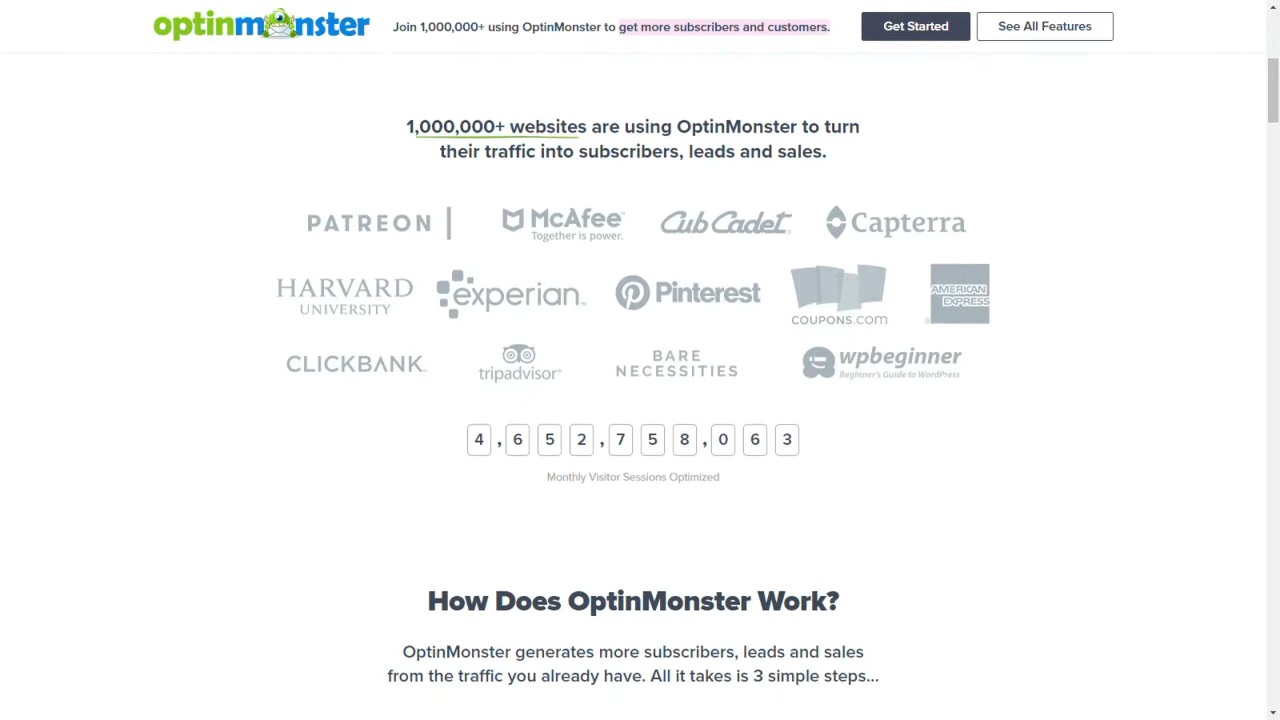 optinmonster
Join 1,000,000+ using OptinMonster to get more subscribers and customers.
Get Started
See All Features
1,000,000+ websites are using OptinMonster to turn
their traffic into subscribers, leads and sales.
PATREON
McAfee™
Together is power.
Cub Cadet
Capterra
HARVARD
UNIVERSITY
experian™
Pinterest
COUPONS.com
AMERICAN
EXPRESS
®
CLICKBANK
tripadvisor®
BARE
NECESSITIES
wpbeginner
Beginner's Guide to WordPress
4,652,758,063
Monthly Visitor Sessions Optimized
How Does OptinMonster Work?
OptinMonster generates more subscribers, leads and sales
from the traffic you already have. All it takes is 3 simple steps...